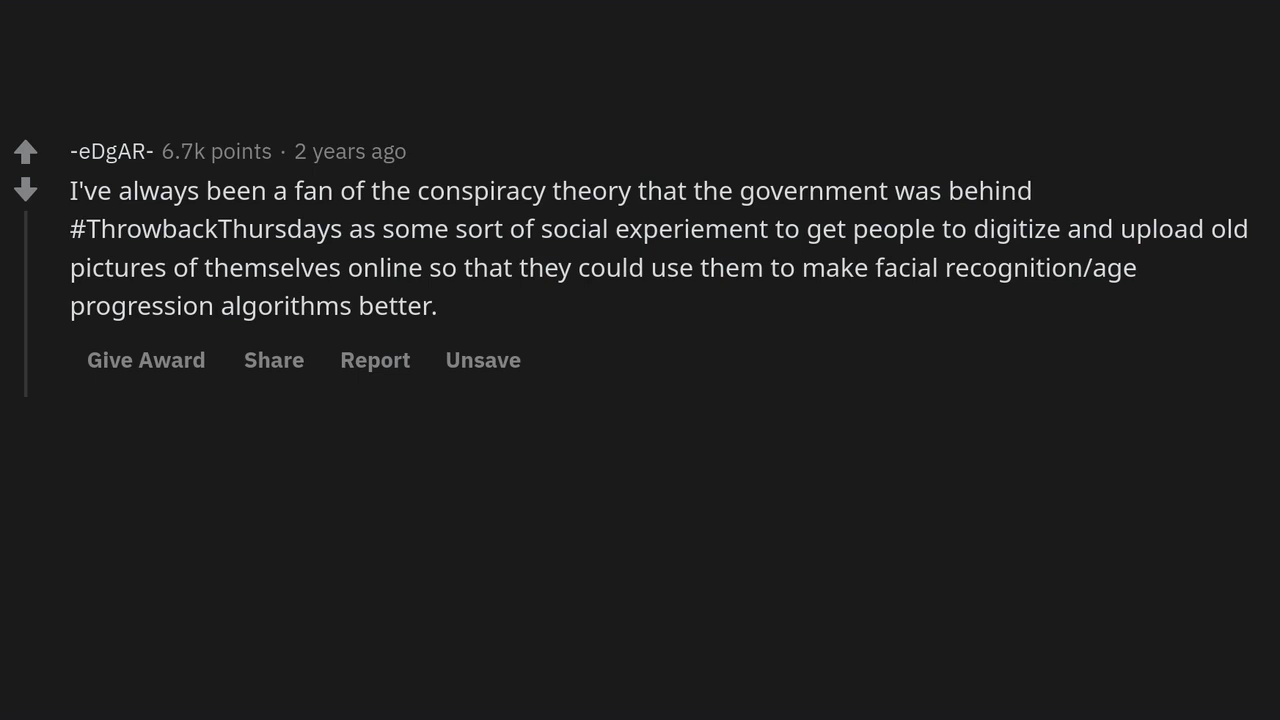 -eDgAR- 6.7k points · 2 years ago
I've always been a fan of the conspiracy theory that the government was behind
#ThrowbackThursdays as some sort of social experiement to get people to digitize and upload old
pictures of themselves online so that they could use them to make facial recognition/age
progression algorithms better.
Give Award Share Report Unsave